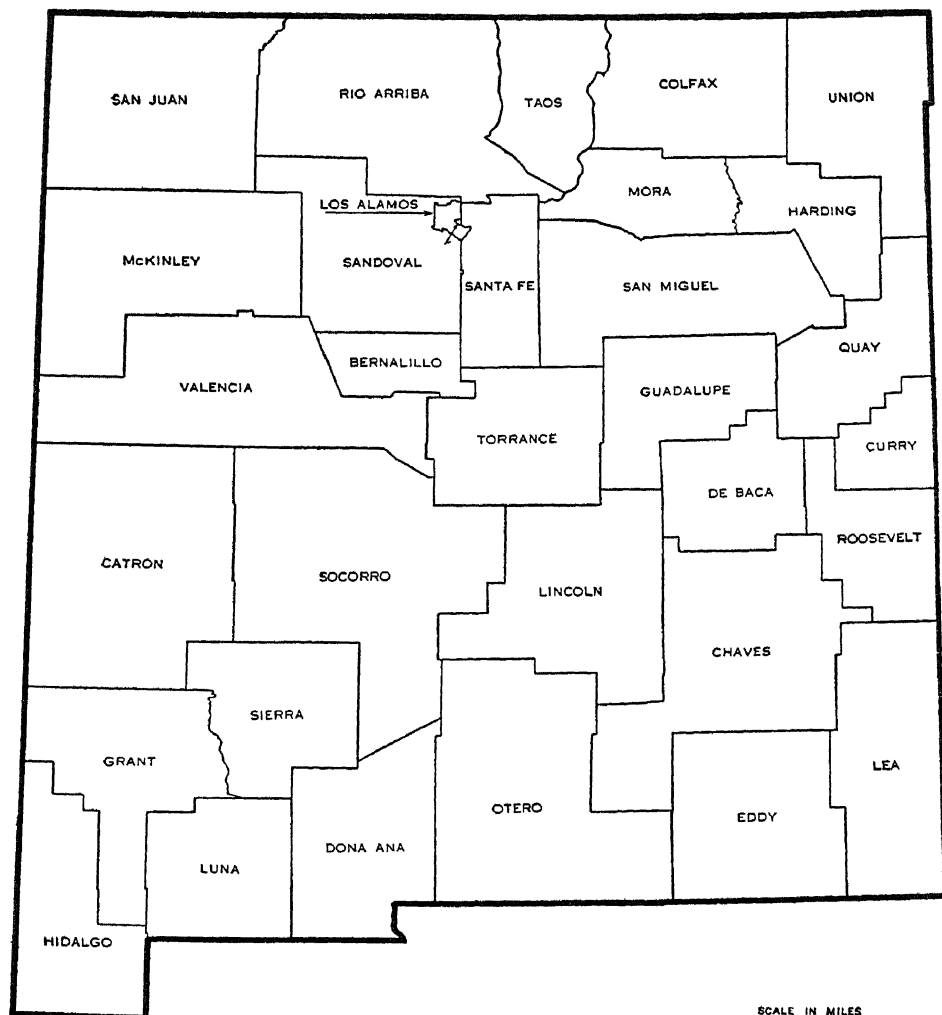 SAN JUAN
RIO ARRIBA
TAOS
COLFAX
UNION
MORA
HARDING
LOS ALAMOS
McKINLEY
SANDOVAL
SANTA FE
SAN MIGUEL
QUAY
BERNALILLO
VALENCIA
GUADALUPE
TORRANCE
CURRY
DE BACA
ROOSEVELT
CATRON
SOCORRO
LINCOLN
CHAVES
SIERRA
GRANT
LEA
OTERO
EDDY
DONA ANA
LUNA
HIDALGO
SCALE IN MILES